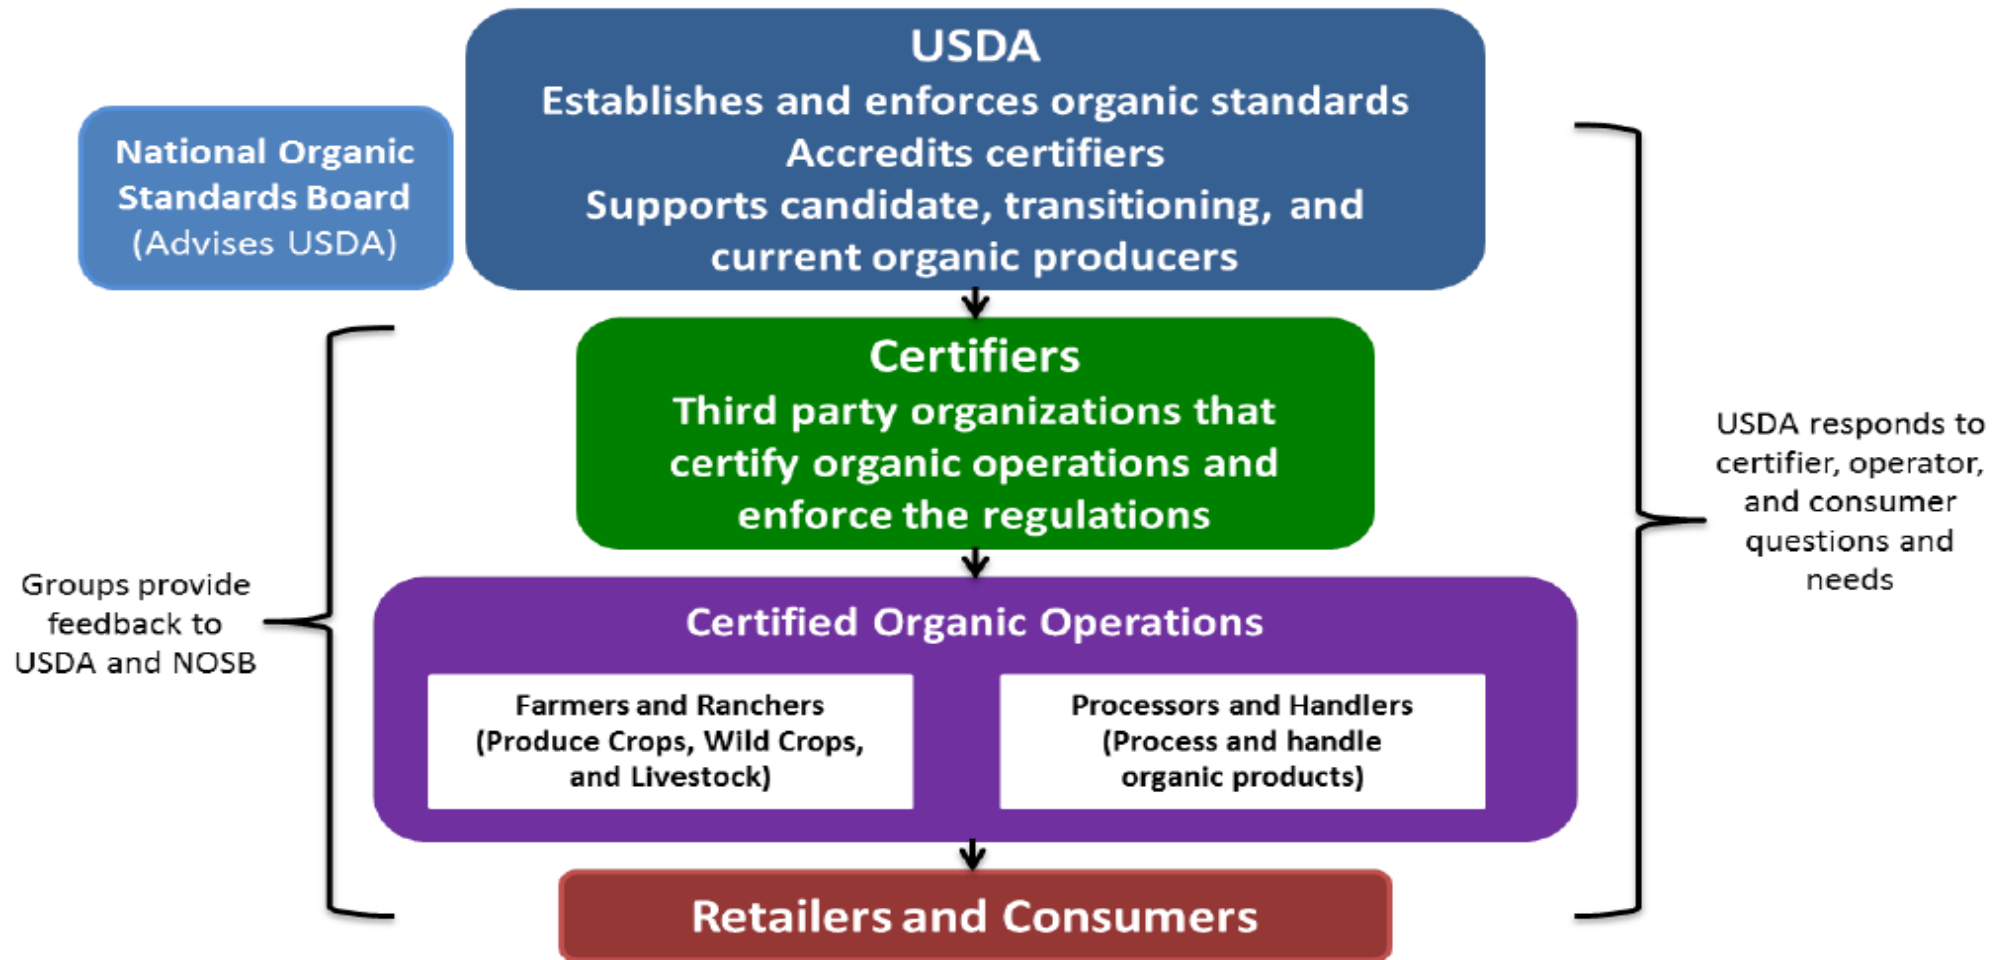 USDA
Establishes and enforces organic standards
Accredits certifiers
Supports candidate, transitioning, and
current organic producers
National Organic
Standards Board
(Advises USDA)
Certifiers
Third party organizations that
certify organic operations and
enforce the regulations
Groups provide
feedback to
USDA and NOSB
USDA responds to
certifier, operator,
and consumer
questions and
needs
Certified Organic Operations
Farmers and Ranchers
(Produce Crops, Wild Crops,
and Livestock)
Processors and Handlers
(Process and handle
organic products)
Retailers and Consumers